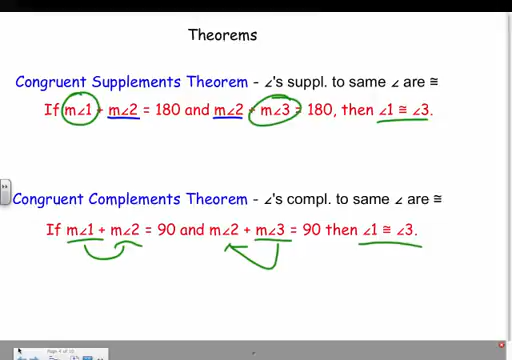 Theorems
Congruent Supplements Theorem - ∠'s suppl. to same ∠ are ≅
If m∠1 + m∠2 = 180 and m∠2 + m∠3 = 180, then ∠1 ≅ ∠3.
Congruent Complements Theorem - ∠'s compl. to same ∠ are ≅
If m∠1 + m∠2 = 90 and m∠2 + m∠3 = 90 then ∠1 ≅ ∠3.